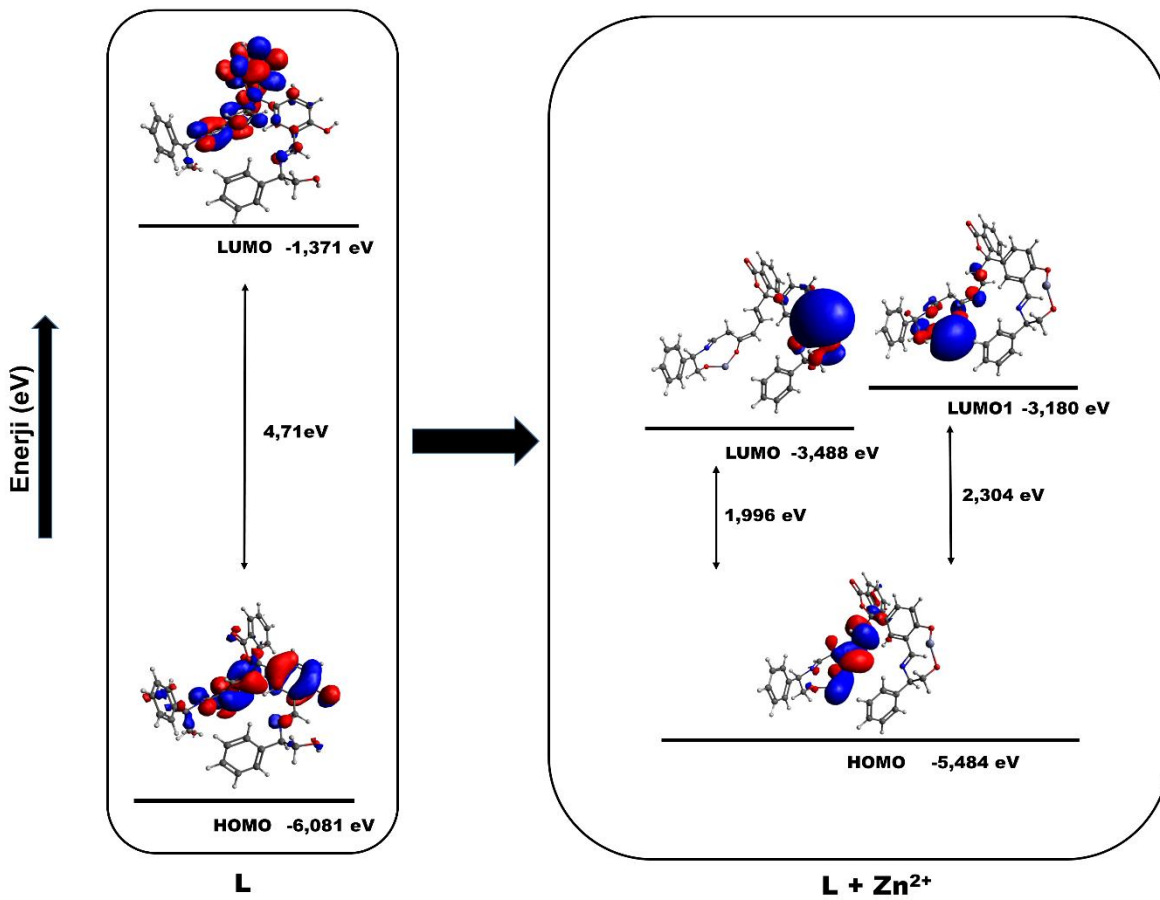 Enerji (eV)
LUMO -1,371 eV
4,71eV
HOMO -6,081 eV
L
LUMO -3,488 eV
LUMO1 -3,180 eV
1,996 eV
2,304 eV
HOMO -5,484 eV
L + Zn²⁺